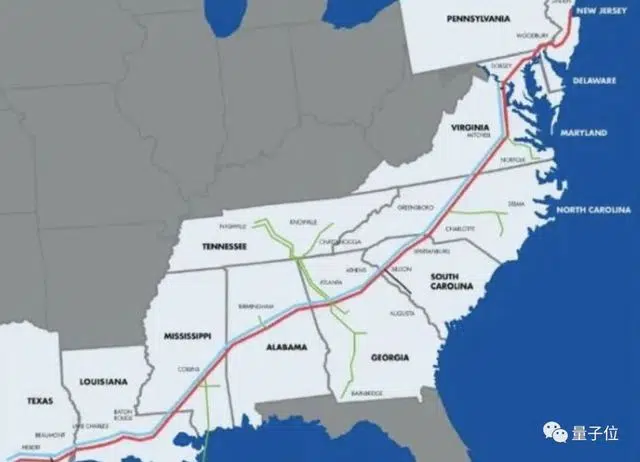 LINDEN
NEW JERSEY
PENNSYLVANIA
WOODBURY
DORSEY
DELAWARE
VIRGINIA
MITCHELL
MARYLAND
NORFOLK
NASHVILLE
KNOXVILLE
GREENSBORO
SELMA
NORTH CAROLINA
TENNESSEE
CHATTANOOGA
CHARLOTTE
SPARTANBURG
ATHENS
BELTON
ATLANTA
SOUTH
CAROLINA
BIRMINGHAM
AUGUSTA
MISSISSIPPI
ALABAMA
GEORGIA
COLLINS
LOUISIANA
BAINBRIDGE
TEXAS
BATON
ROUGE
LAKE CHARLES
BEAUMONT
HEBERT
量子位